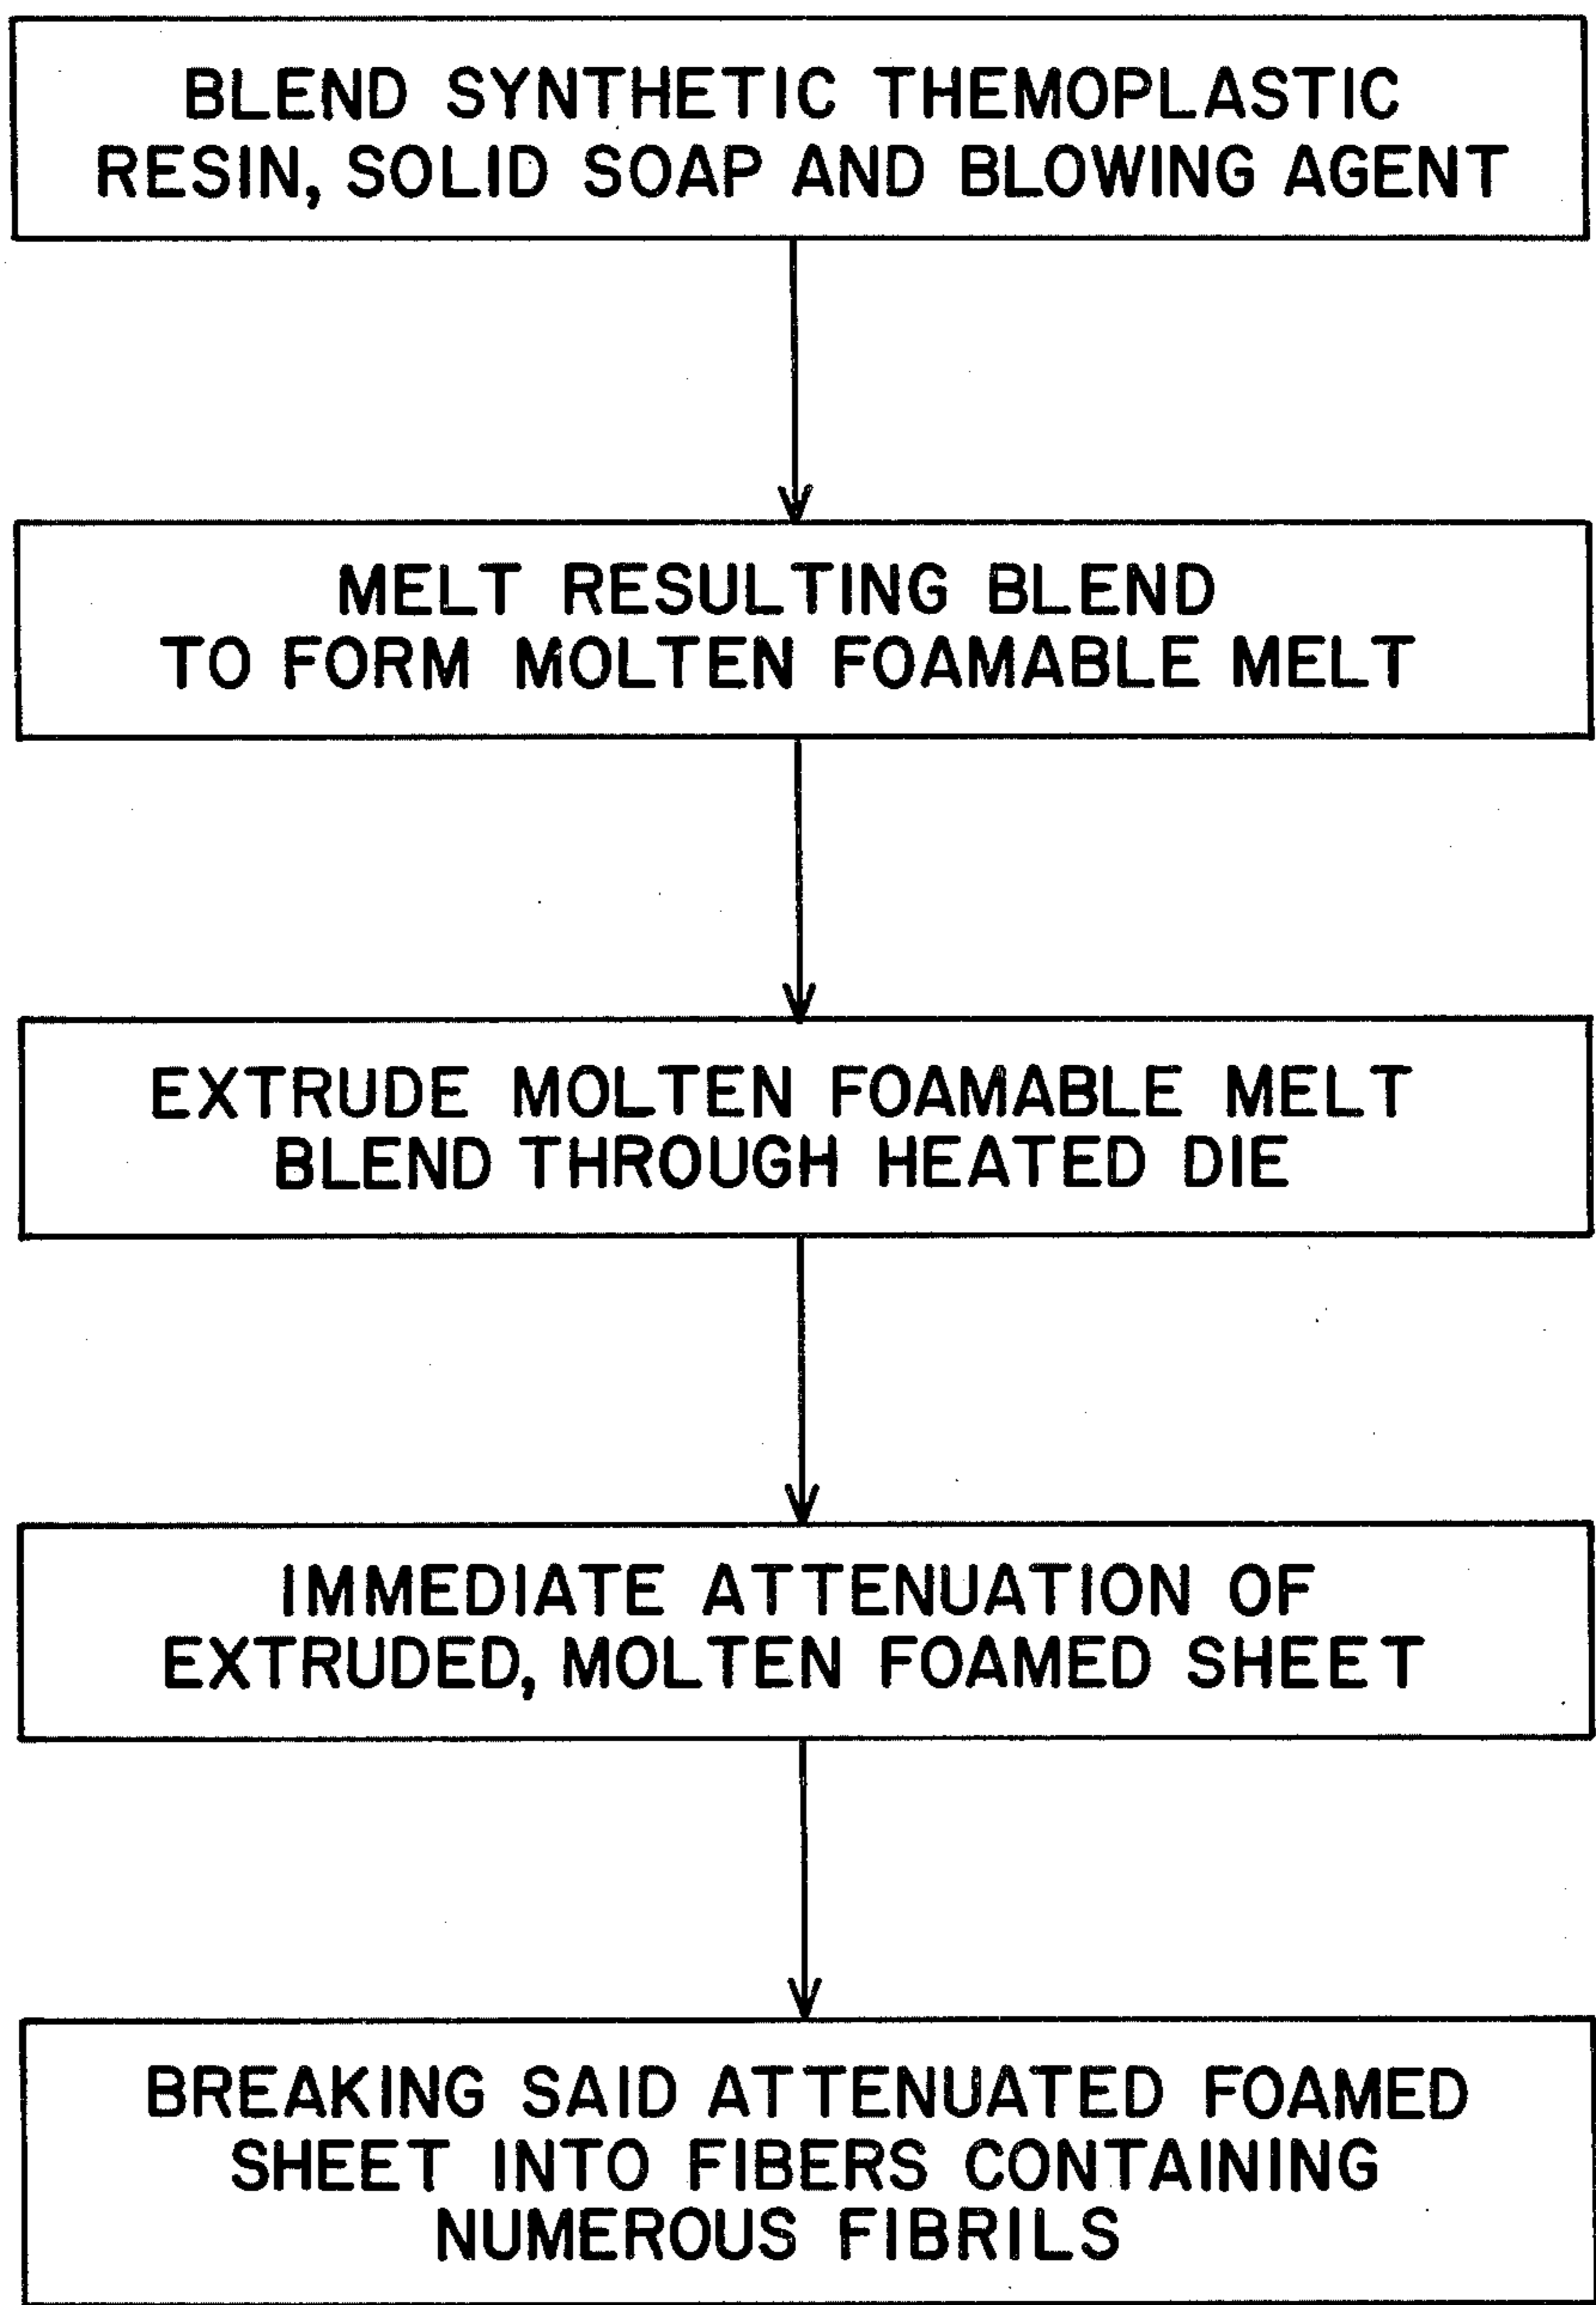 BLEND SYNTHETIC THEMOPLASTIC
RESIN, SOLID SOAP AND BLOWING AGENT
MELT RESULTING BLEND
TO FORM MOLTEN FOAMABLE MELT
EXTRUDE MOLTEN FOAMABLE MELT
BLEND THROUGH HEATED DIE
IMMEDIATE ATTENUATION OF
EXTRUDED, MOLTEN FOAMED SHEET
BREAKING SAID ATTENUATED FOAMED
SHEET INTO FIBERS CONTAINING
NUMEROUS FIBRILS